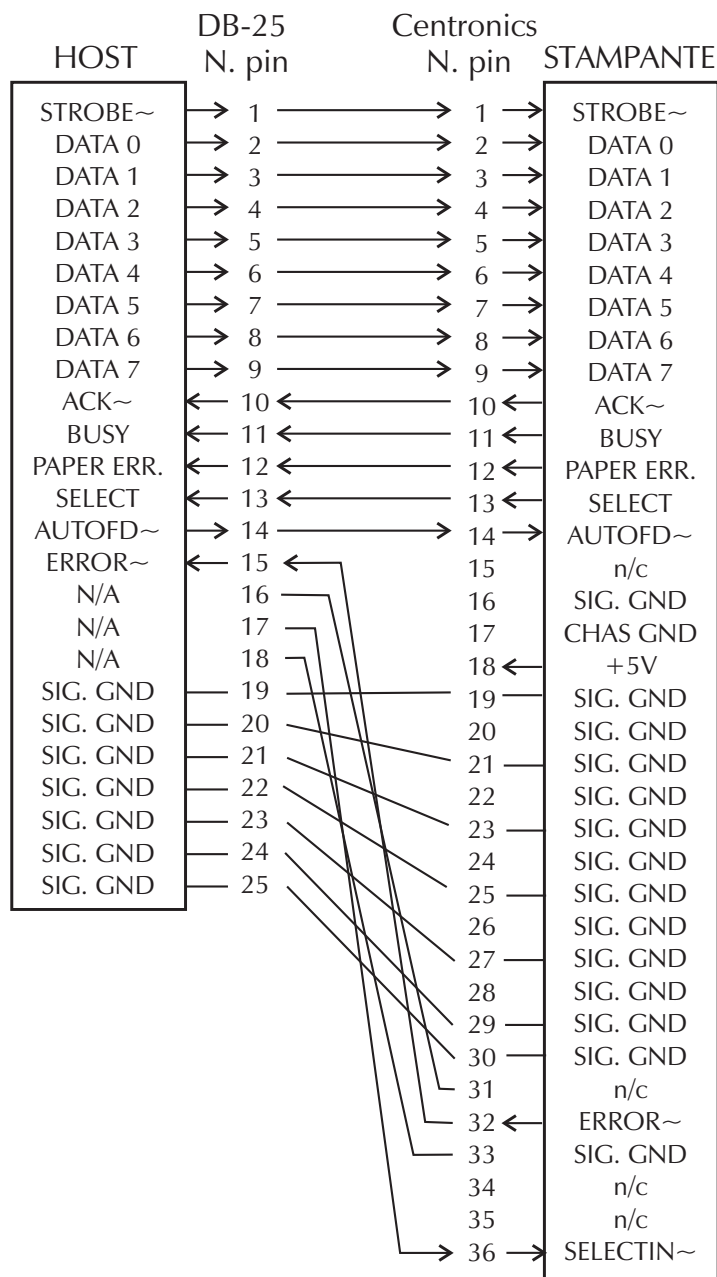 DB-25 Centronics
HOST N. pin N. pin STAMPANTE
STROBE~ 1 1 STROBE~
DATA 0 2 2 DATA 0
DATA 1 3 3 DATA 1
DATA 2 4 4 DATA 2
DATA 3 5 5 DATA 3
DATA 4 6 6 DATA 4
DATA 5 7 7 DATA 5
DATA 6 8 8 DATA 6
DATA 7 9 9 DATA 7
ACK~ 10 10 ACK~
BUSY 11 11 BUSY
PAPER ERR. 12 12 PAPER ERR.
SELECT 13 13 SELECT
AUTOFD~ 14 14 AUTOFD~
ERROR~ 15 15 n/c
N/A 16 16 SIG. GND
N/A 17 17 CHAS GND
N/A 18 18 +5V
SIG. GND 19 19 SIG. GND
SIG. GND 20 20 SIG. GND
SIG. GND 21 21 SIG. GND
SIG. GND 22 22 SIG. GND
SIG. GND 23 23 SIG. GND
SIG. GND 24 24 SIG. GND
SIG. GND 25 25 SIG. GND
26 SIG. GND
27 SIG. GND
28 SIG. GND
29 SIG. GND
30 SIG. GND
31 n/c
32 ERROR~
33 SIG. GND
34 n/c
35 n/c
36 SELECTIN~